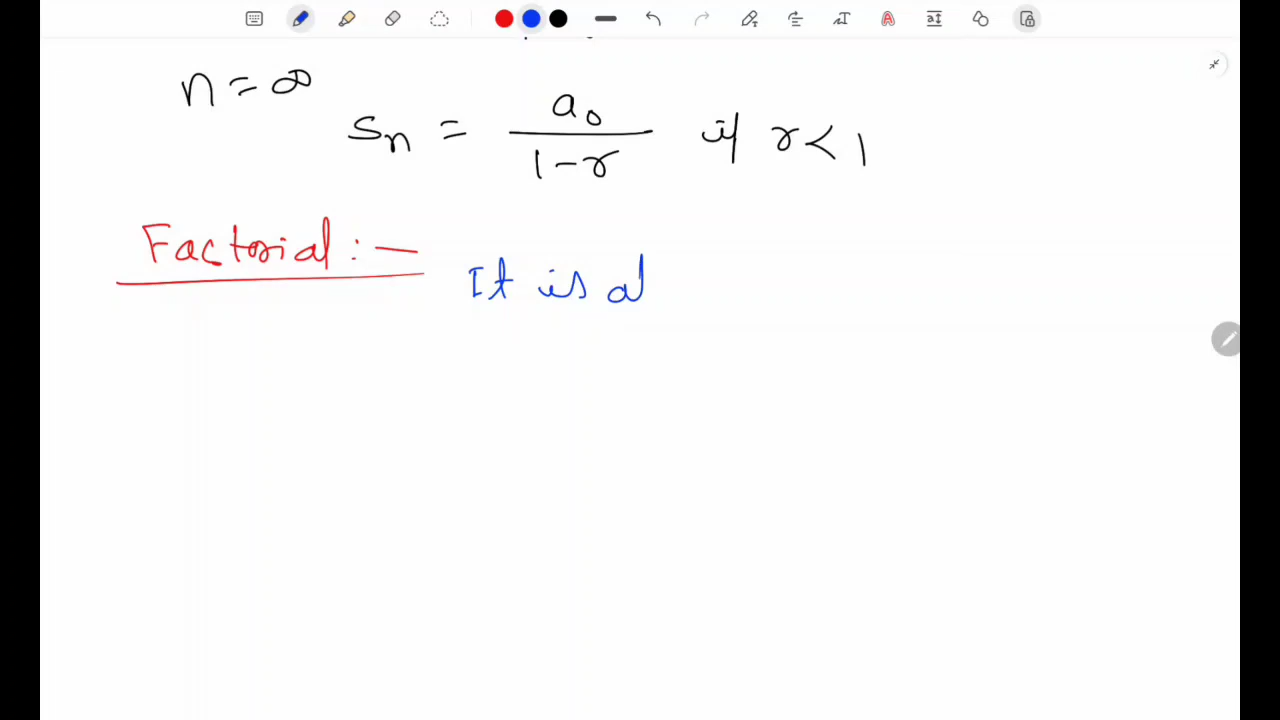 n = ∞
Sn = a0 / 1-r if r < 1
Factorial :-
It is a